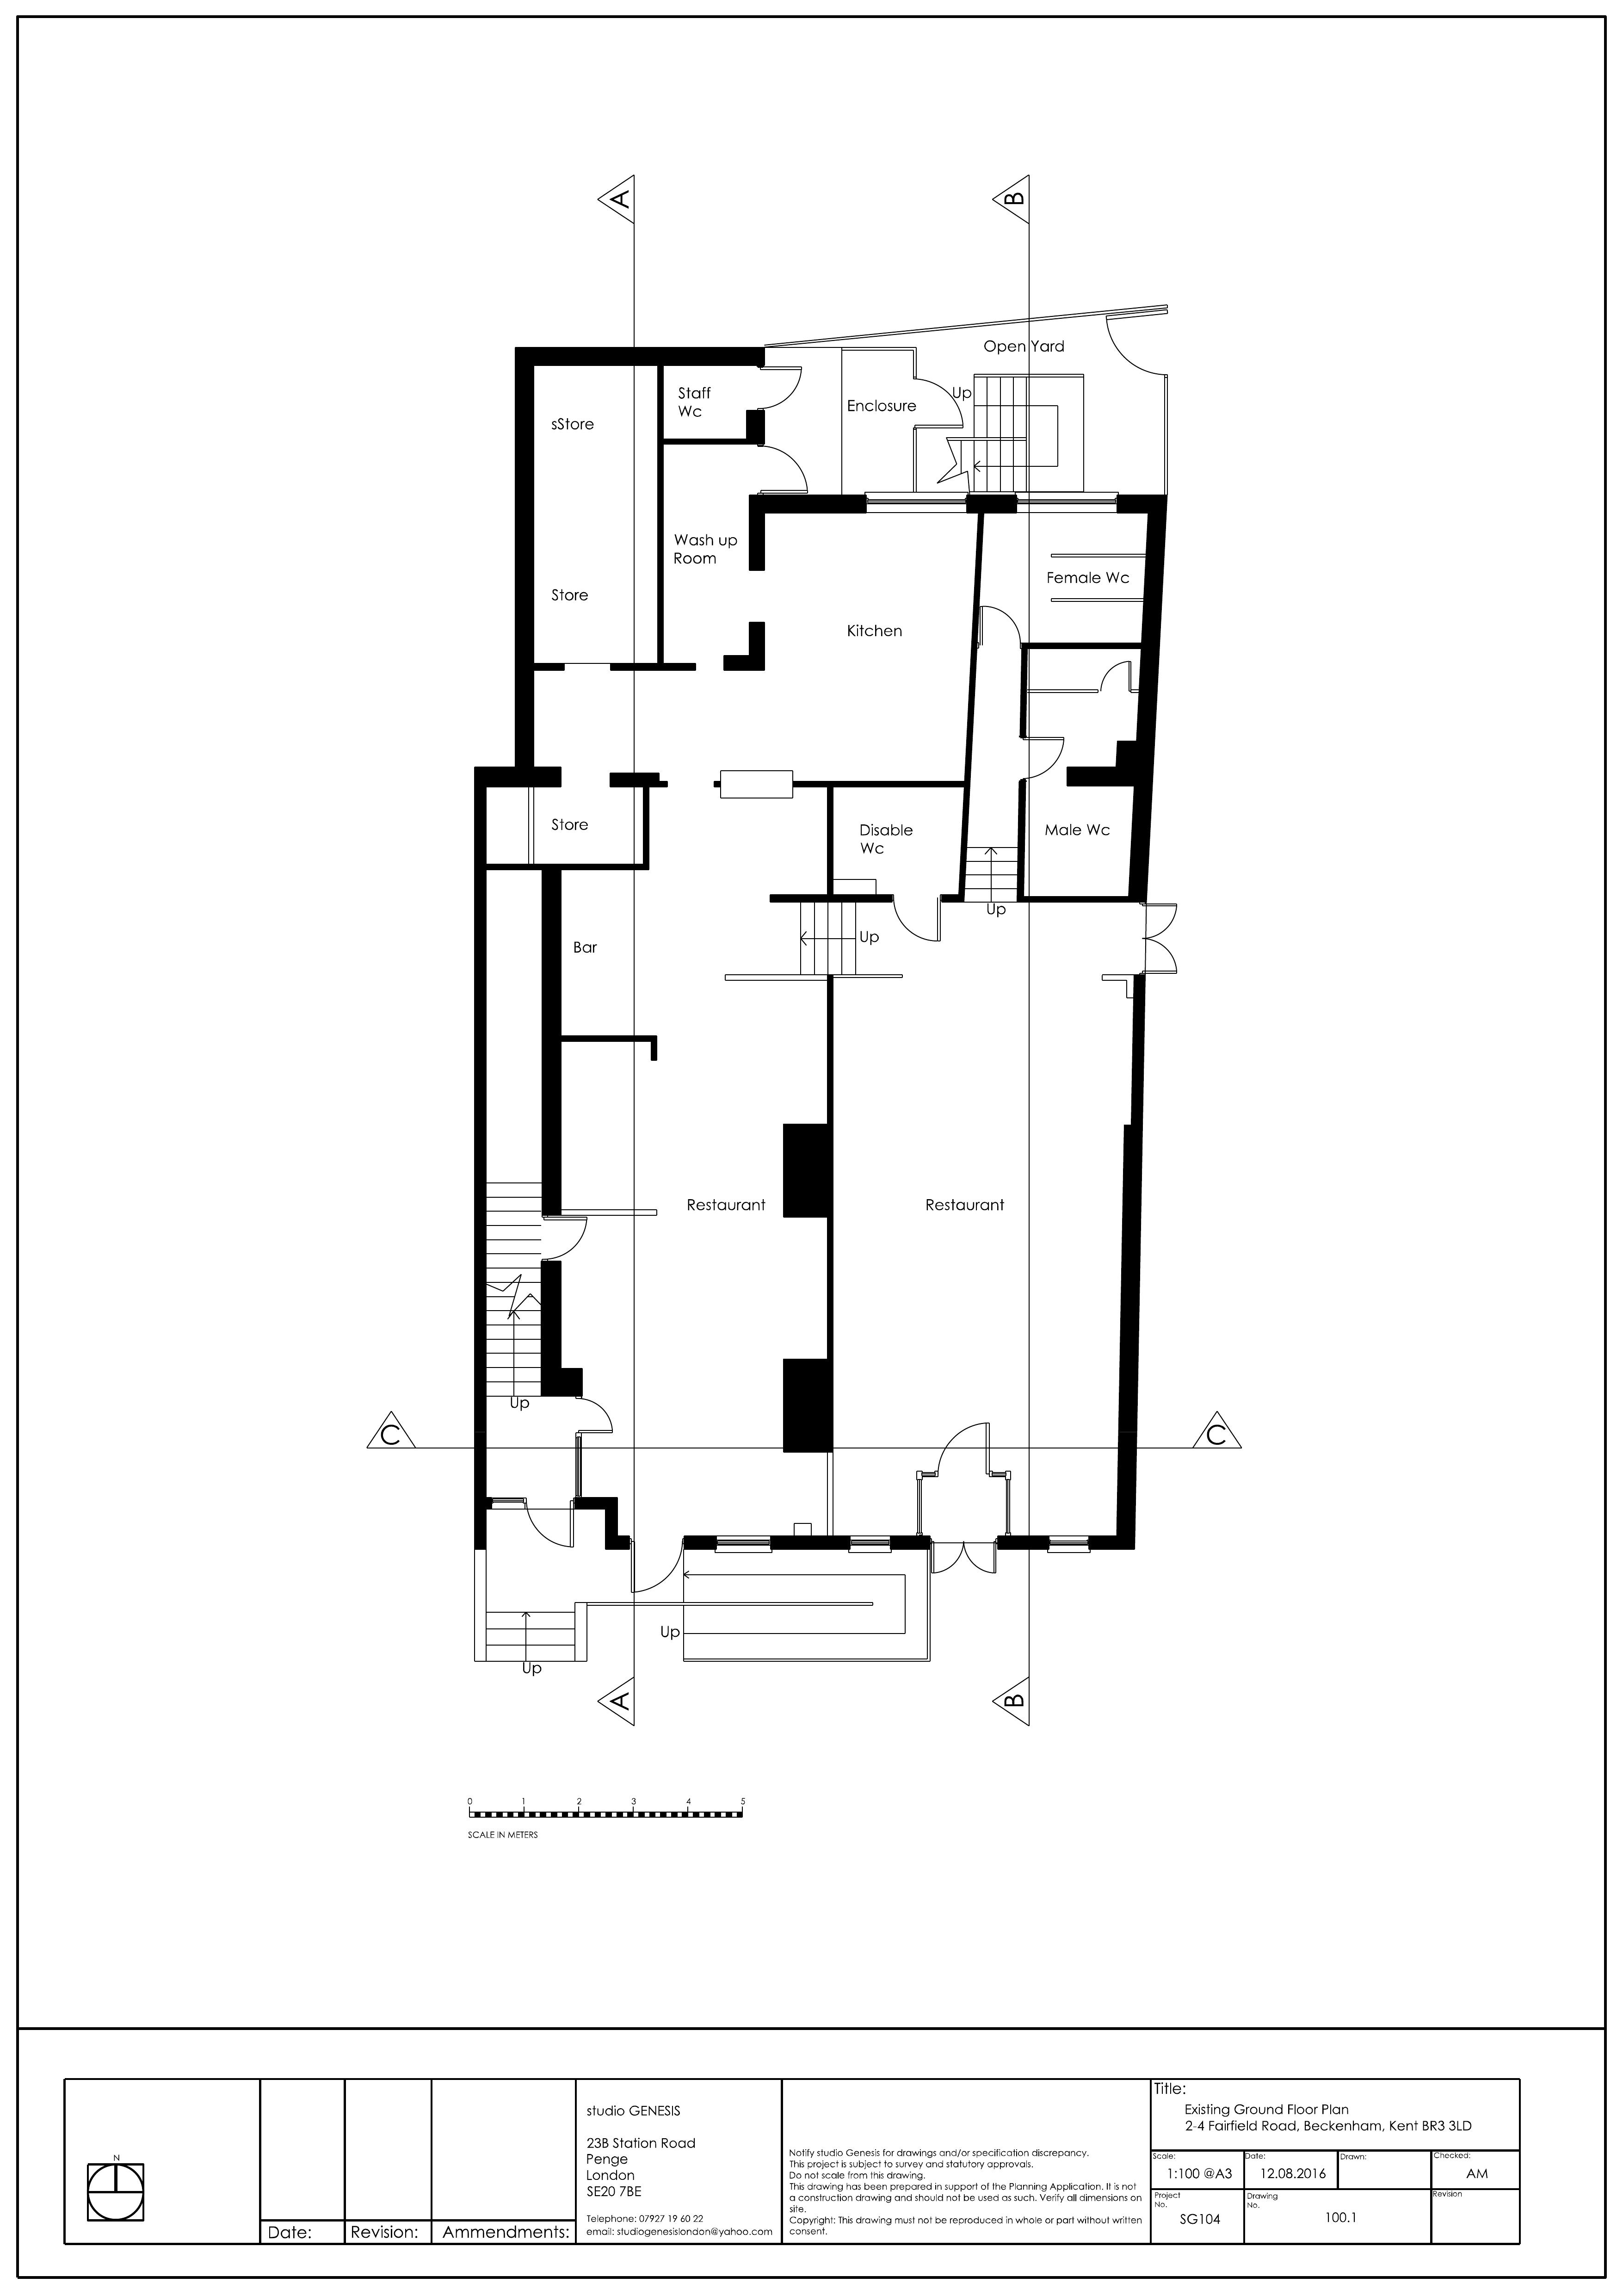 A
B
Open Yard
Staff
Wc
Up
Enclosure
sStore
Wash up
Room
Female Wc
Store
Kitchen
Store
Disable
Wc
Male Wc
Up
Up
Bar
Restaurant
Restaurant
Up
C
C
Up
Up
A
B
0 1 2 3 4 5
SCALE IN METERS
N
Date:
Revision:
Ammendments:
studio GENESIS
23B Station Road
Penge
London
SE20 7BE
Telephone: 07927 19 60 22
email: studiogenesislondon@yahoo.com
Notify studio Genesis for drawings and/or specification discrepancy.
This project is subject to survey and statutory approvals.
Do not scale from this drawing.
This drawing has been prepared in support of the Planning Application. It is not
a construction drawing and should not be used as such. Verify all dimensions on
site.
Copyright: This drawing must not be reproduced in whole or part without written
consent.
Title:
Existing Ground Floor Plan
2-4 Fairfield Road, Beckenham, Kent BR3 3LD
Scale:
1:100 @A3
Date:
12.08.2016
Drawn:
Checked:
AM
Project
No.
SG104
Drawing
No.
100.1
Revision